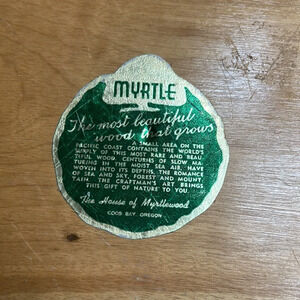 MYRTLE
The most beautiful
wood that grows
A SMALL AREA ON THE
PACIFIC COAST CONTAINS THE WORLD'S
SUPPLY OF THIS MOST RARE AND BEAU-
TIFUL WOOD. CENTURIES OF SLOW MA-
TURING IN THE MOIST SEA AIR, HAVE
WOVEN INTO ITS DEPTHS, THE ROMANCE
OF SEA AND SKY, FOREST AND MOUNT-
TAIN. THE CRAFTSMAN'S ART BRINGS
THIS GIFT OF NATURE TO YOU.
The House of Myrtlewood
COOS BAY, OREGON